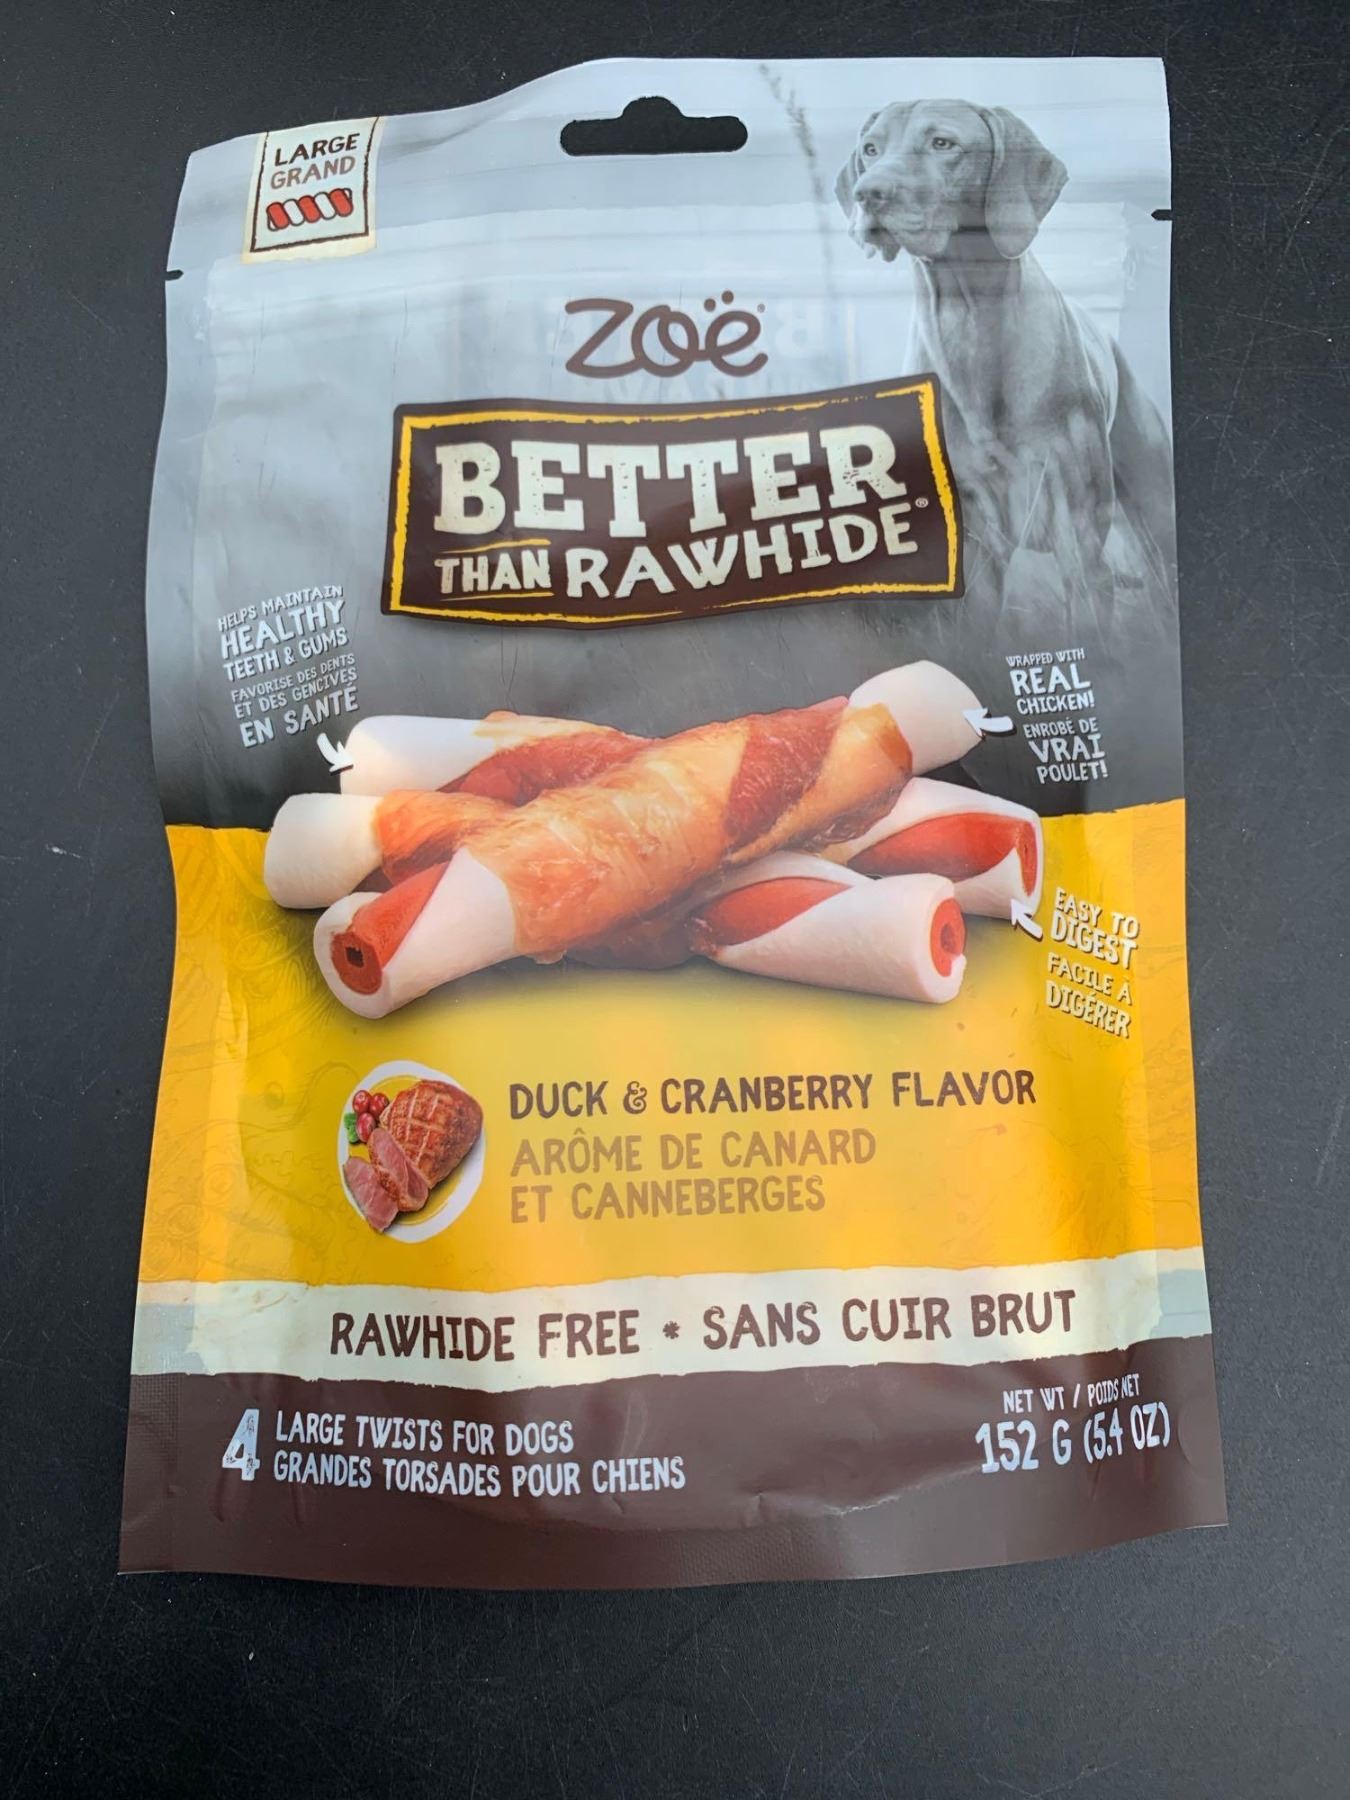 LARGE
GRAND
zoë
BETTER
THAN RAWHIDE®
HELPS MAINTAIN
HEALTHY
TEETH & GUMS
FAVORISE DES DENTS
ET DES GENCIVES
EN SANTÉ
WRAPPED WITH
REAL
CHICKEN!
ENROBÉ DE
VRAI
POULET!
EASY TO
DIGEST
FACILE À
DIGÉRER
DUCK & CRANBERRY FLAVOR
ARÔME DE CANARD
ET CANNEBERGES
RAWHIDE FREE * SANS CUIR BRUT
4 LARGE TWISTS FOR DOGS
GRANDES TORSADES POUR CHIENS
NET WT / POIDS NET
152 G (5.4 OZ)